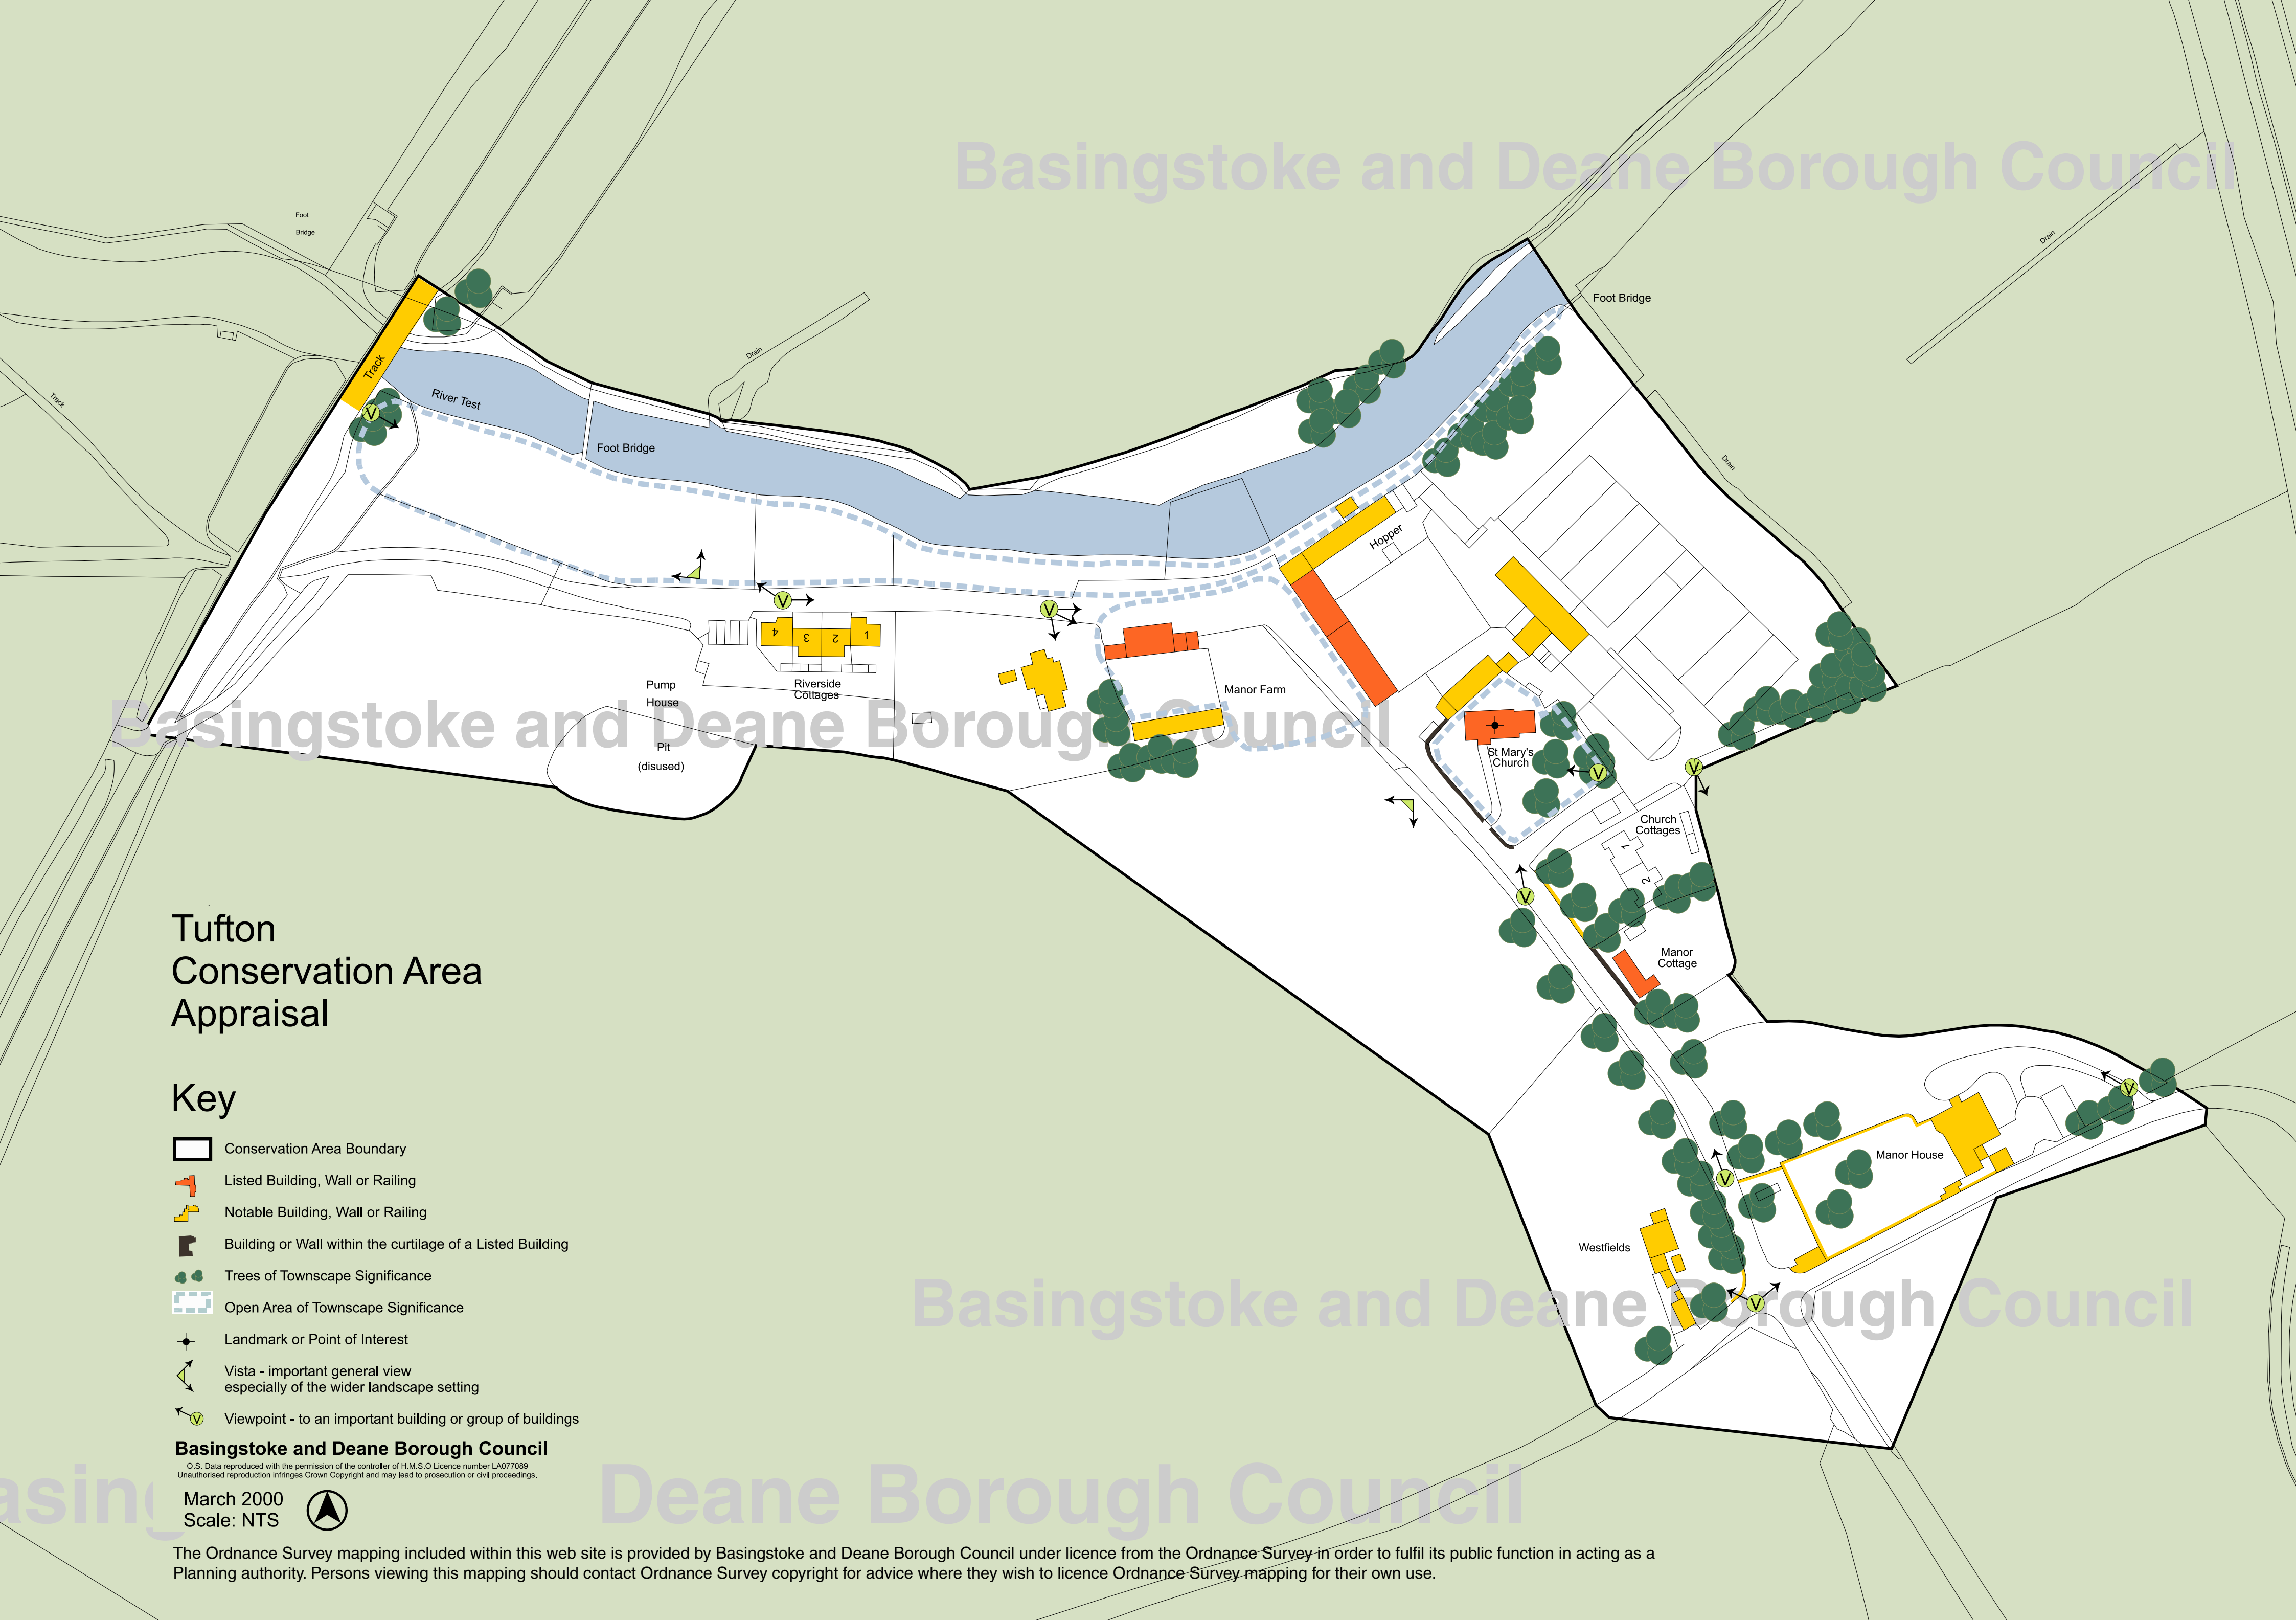 Basingstoke and Deane Borough Council
Foot
Bridge
Drain
Foot Bridge
Drain
Track
Track
River Test
Foot Bridge
Drain
Hopper
4
3
2
1
Pump
House
Riverside
Cottages
Manor Farm
Basingstoke and Deane Borough Council
Pit
(disused)
St Mary's
Church
Church
Cottages
1
2
Manor
Cottage
Manor House
Westfields
V
V
V
V
V
V
V
V
V
Basingstoke and Deane Borough Council
Tufton
Conservation Area
Appraisal
Key
Conservation Area Boundary
Listed Building, Wall or Railing
Notable Building, Wall or Railing
Building or Wall within the curtilage of a Listed Building
Trees of Townscape Significance
Open Area of Townscape Significance
Landmark or Point of Interest
Vista - important general view
especially of the wider landscape setting
V
Viewpoint - to an important building or group of buildings
Basingstoke and Deane Borough Council
O.S. Data reproduced with the permission of the controller of H.M.S.O Licence number LA077089
Unauthorised reproduction infringes Crown Copyright and may lead to prosecution or civil proceedings.
March 2000
Scale: NTS
Deane Borough Council
The Ordnance Survey mapping included within this web site is provided by Basingstoke and Deane Borough Council under licence from the Ordnance Survey in order to fulfil its public function in acting as a
Planning authority. Persons viewing this mapping should contact Ordnance Survey copyright for advice where they wish to licence Ordnance Survey mapping for their own use.